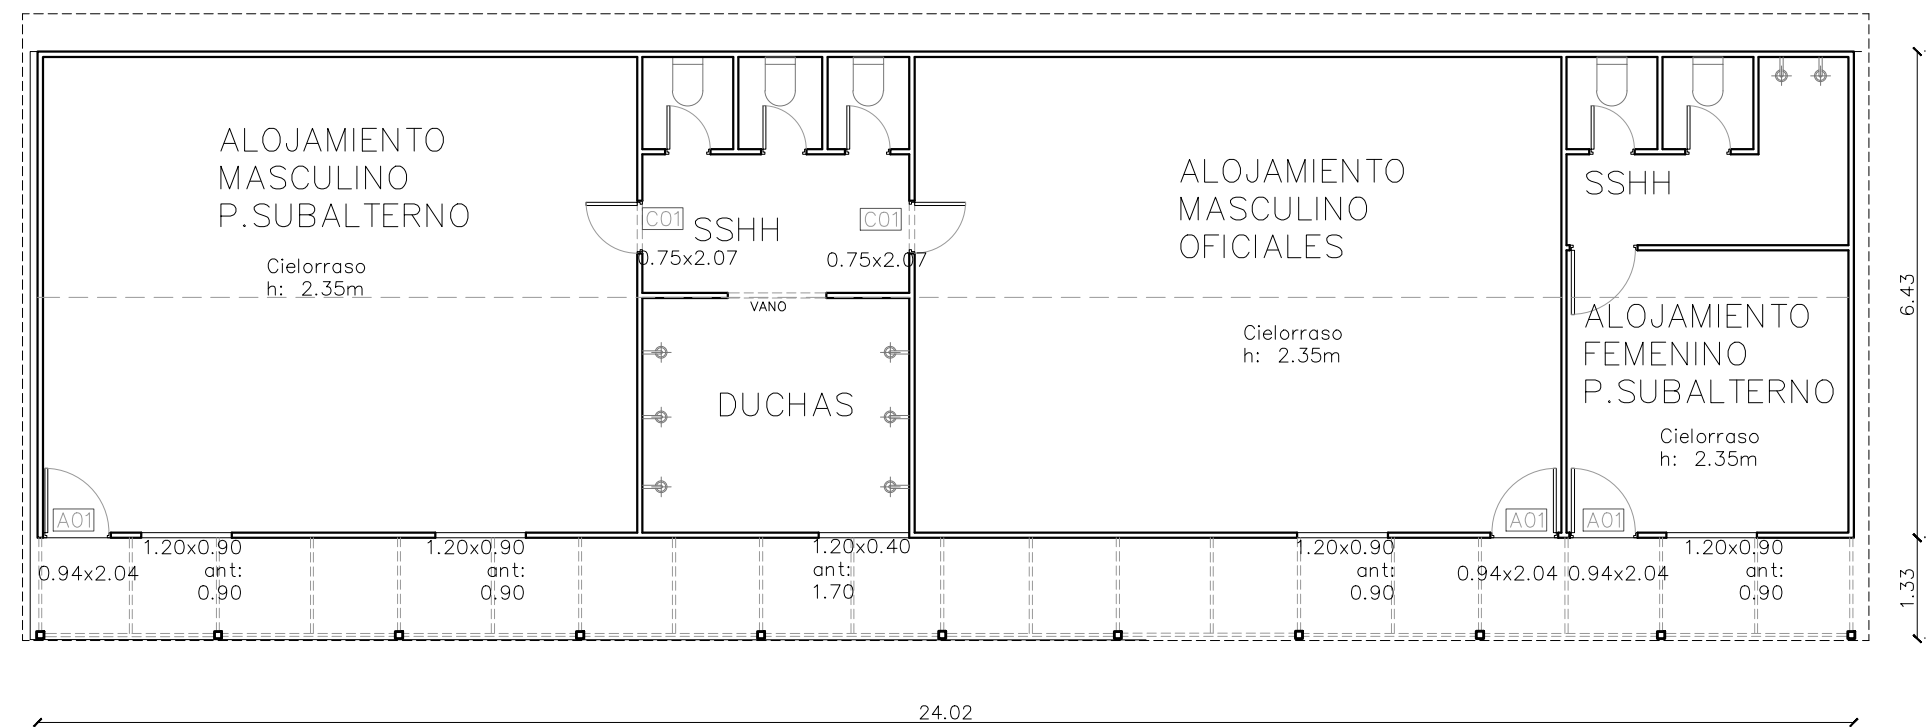 ALOJAMIENTO
MASCULINO
P.SUBALTERNO
Cielorraso
h: 2.35m
C01
SSHH
C01
0.75x2.07
0.75x2.07
VANO
DUCHAS
ALOJAMIENTO
MASCULINO
OFICIALES
Cielorraso
h: 2.35m
SSHH
ALOJAMIENTO
FEMENINO
P.SUBALTERNO
Cielorraso
h: 2.35m
A01
A01
A01
0.94x2.04
1.20x0.90
ant:
0.90
1.20x0.90
ant:
0.90
1.20x0.40
ant:
1.70
1.20x0.90
ant:
0.90
0.94x2.04
0.94x2.04
1.20x0.90
ant:
0.90
6.43
1.33
24.02